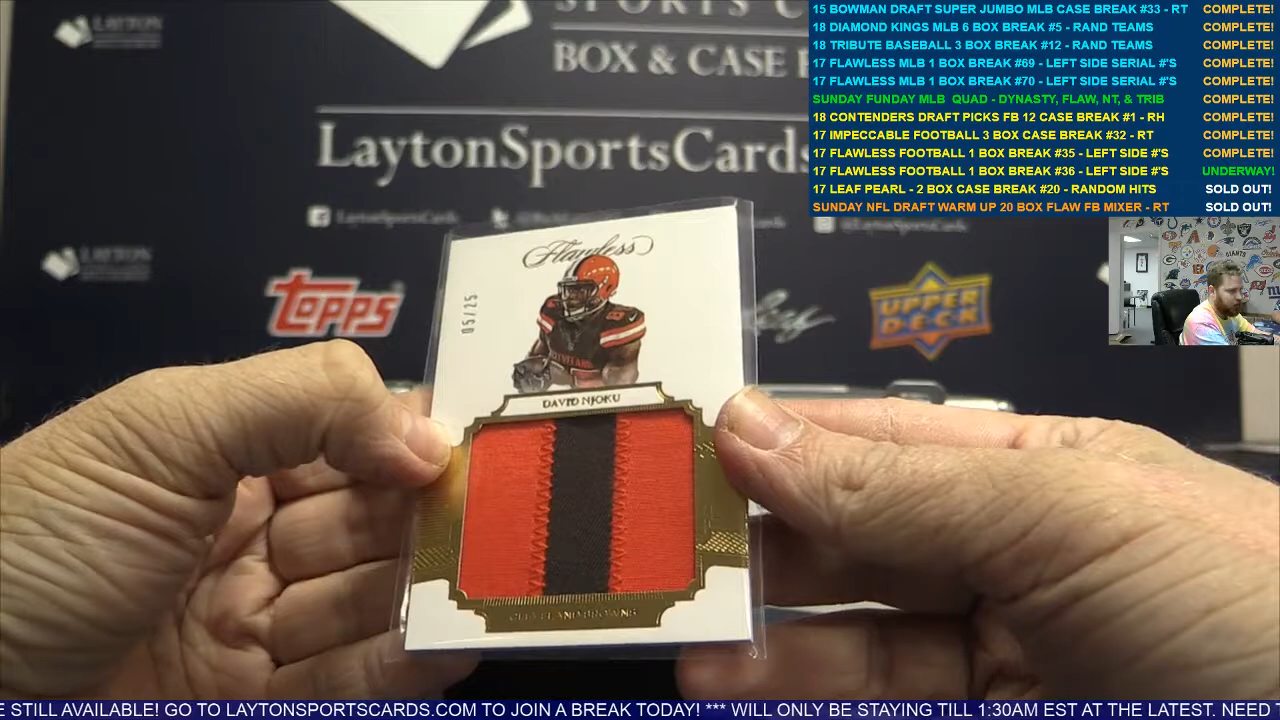 SPORTS C
BOX & CASE
LaytonSportsCards
LaytonSportsCards
LAYTON
LAYTON
TOPPS
UPPER
DECK
Flawless
05/25
DAVID NJOKU
CLEVELAND BROWNS
15 BOWMAN DRAFT SUPER JUMBO MLB CASE BREAK #33 - RT COMPLETE!
18 DIAMOND KINGS MLB 6 BOX BREAK #5 - RAND TEAMS COMPLETE!
18 TRIBUTE BASEBALL 3 BOX BREAK #12 - RAND TEAMS COMPLETE!
17 FLAWLESS MLB 1 BOX BREAK #69 - LEFT SIDE SERIAL #'S COMPLETE!
17 FLAWLESS MLB 1 BOX BREAK #70 - LEFT SIDE SERIAL #'S COMPLETE!
SUNDAY FUNDAY MLB QUAD - DYNASTY, FLAW, NT, & TRIB COMPLETE!
18 CONTENDERS DRAFT PICKS FB 12 CASE BREAK #1 - RH COMPLETE!
17 IMPECCABLE FOOTBALL 3 BOX CASE BREAK #32 - RT COMPLETE!
17 FLAWLESS FOOTBALL 1 BOX BREAK #35 - LEFT SIDE #'S COMPLETE!
17 FLAWLESS FOOTBALL 1 BOX BREAK #36 - LEFT SIDE #'S UNDERWAY!
17 LEAF PEARL - 2 BOX CASE BREAK #20 - RANDOM HITS SOLD OUT!
SUNDAY NFL DRAFT WARM UP 20 BOX FLAW FB MIXER - RT SOLD OUT!
GIANTS
E STILL AVAILABLE! GO TO LAYTONSPORTSCARDS.COM TO JOIN A BREAK TODAY! *** WILL ONLY BE STAYING TILL 1:30AM EST AT THE LATEST. NEED